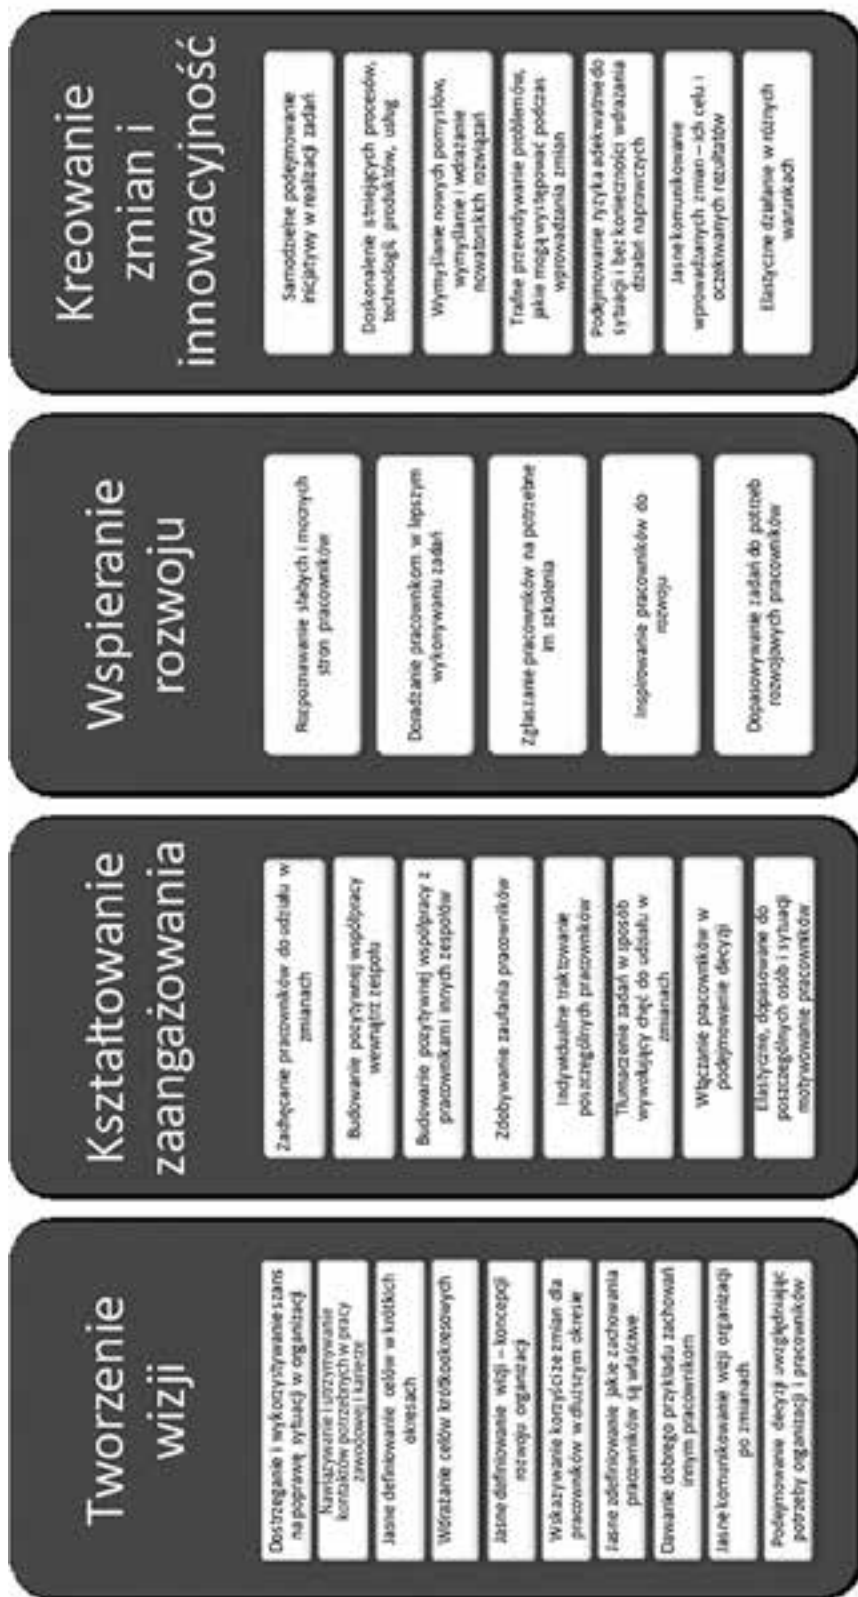 Tworzenie
wizji
Dostrzeganie i wykorzystywanie szans
na poprawę sytuacji w organizacji
Nawiązywanie i utrzymywanie
kontaktów potrzebnych w pracy
zawodowej i karierze
Jasne definiowanie celów w krótkich
okresach
Wdrażanie celów krótkookresowych
Jasne definiowanie wizji – koncepcji
rozwoju organizacji
Wskazywanie korzyści ze zmian dla
pracowników w dłuższym okresie
Jasne zdefiniowanie jakie zachowania
pracowników są właściwe
Dawanie dobrego przykładu zachowań
innym pracownikom
Jasne komunikowanie wizji organizacji
po zmianach
Podejmowanie decyzji uwzględniając
potrzeby organizacji i pracowników
Kształtowanie
zaangażowania
Zachęcanie pracowników do udziału w
zmianach
Budowanie pozytywnej współpracy
wewnątrz zespołu
Budowanie pozytywnej współpracy z
pracownikami innych zespołów
Zdobywanie zaufania pracowników
Indywidualne traktowanie
poszczególnych pracowników
Tłumaczenie zadań w sposób
wywołujący chęć do udziału w
zmianach
Włączanie pracowników w
podejmowanie decyzji
Elastyczne, dopasowane do
poszczególnych osób i sytuacji
motywowanie pracowników
Wspieranie
rozwoju
Rozpoznawanie słabych i mocnych
stron pracowników
Doradzanie pracownikom w lepszym
wykonywaniu zadań
Zgłaszanie pracowników na potrzebne
im szkolenia
Inspirowanie pracowników do
rozwoju
Dopasowywanie zadań do potrzeb
rozwojowych pracowników
Kreowanie
zmian i
innowacyjność
Samodzielne podejmowanie
inicjatywy w realizacji zadań
Doskonalenie istniejących procesów,
technologii, produktów, usług
Wymyślanie nowych pomysłów,
wymyślanie i wdrażanie
nowatorskich rozwiązań
Trafne przewidywanie problemów,
jakie mogą występować podczas
wprowadzania zmian
Podejmowanie ryzyka adekwatnie do
sytuacji i bez konieczności wdrażania
działań naprawczych
Jasne komunikowanie
wprowadzanych zmian – ich celu i
oczekiwanych rezultatów
Elastyczne działanie w różnych
warunkach